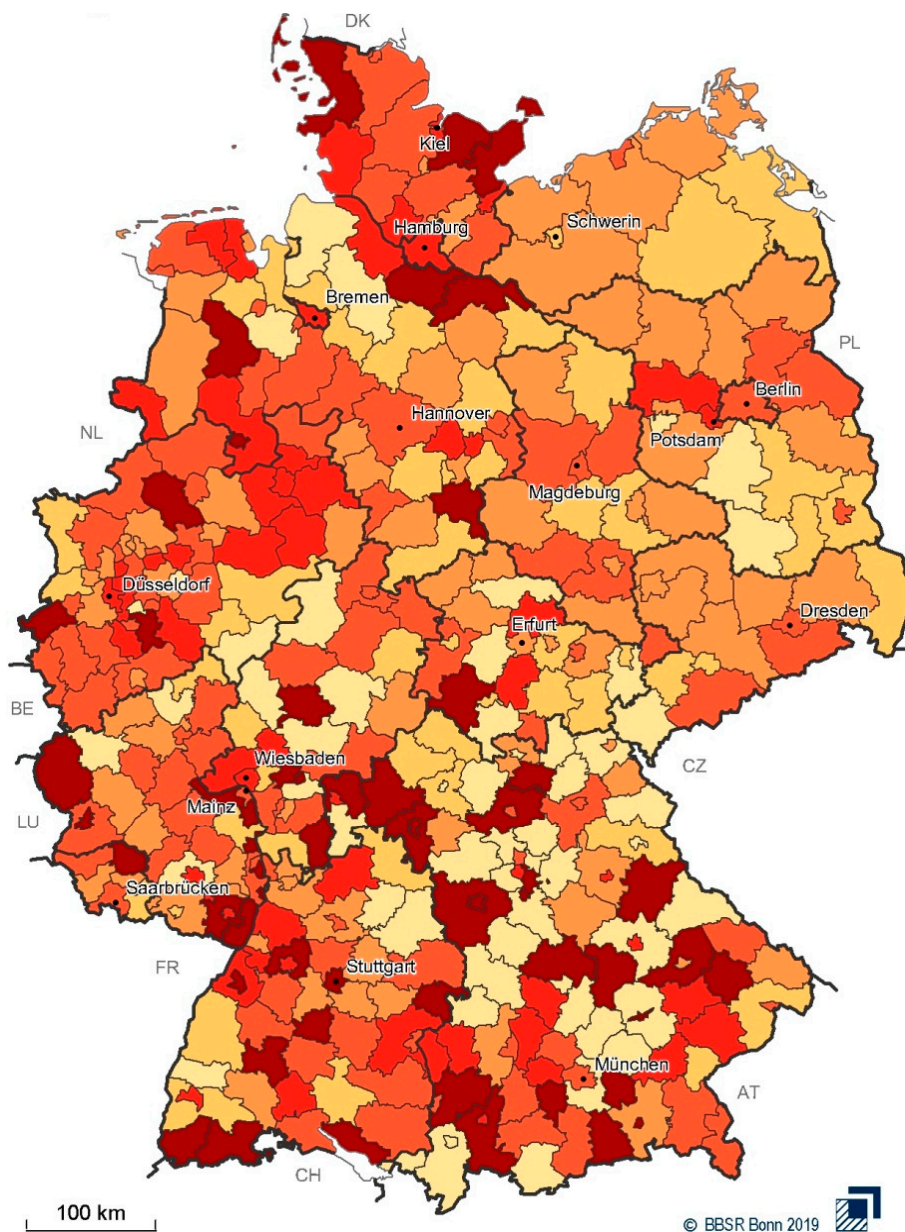 DK
Kiel
Hamburg
Schwerin
Bremen
PL
Berlin
Hannover
NL
Potsdam
Magdeburg
Düsseldorf
Dresden
Erfurt
BE
Wiesbaden
CZ
LU
Mainz
Saarbrücken
FR
Stuttgart
München
AT
CH
100 km
© BBSR Bonn 2019